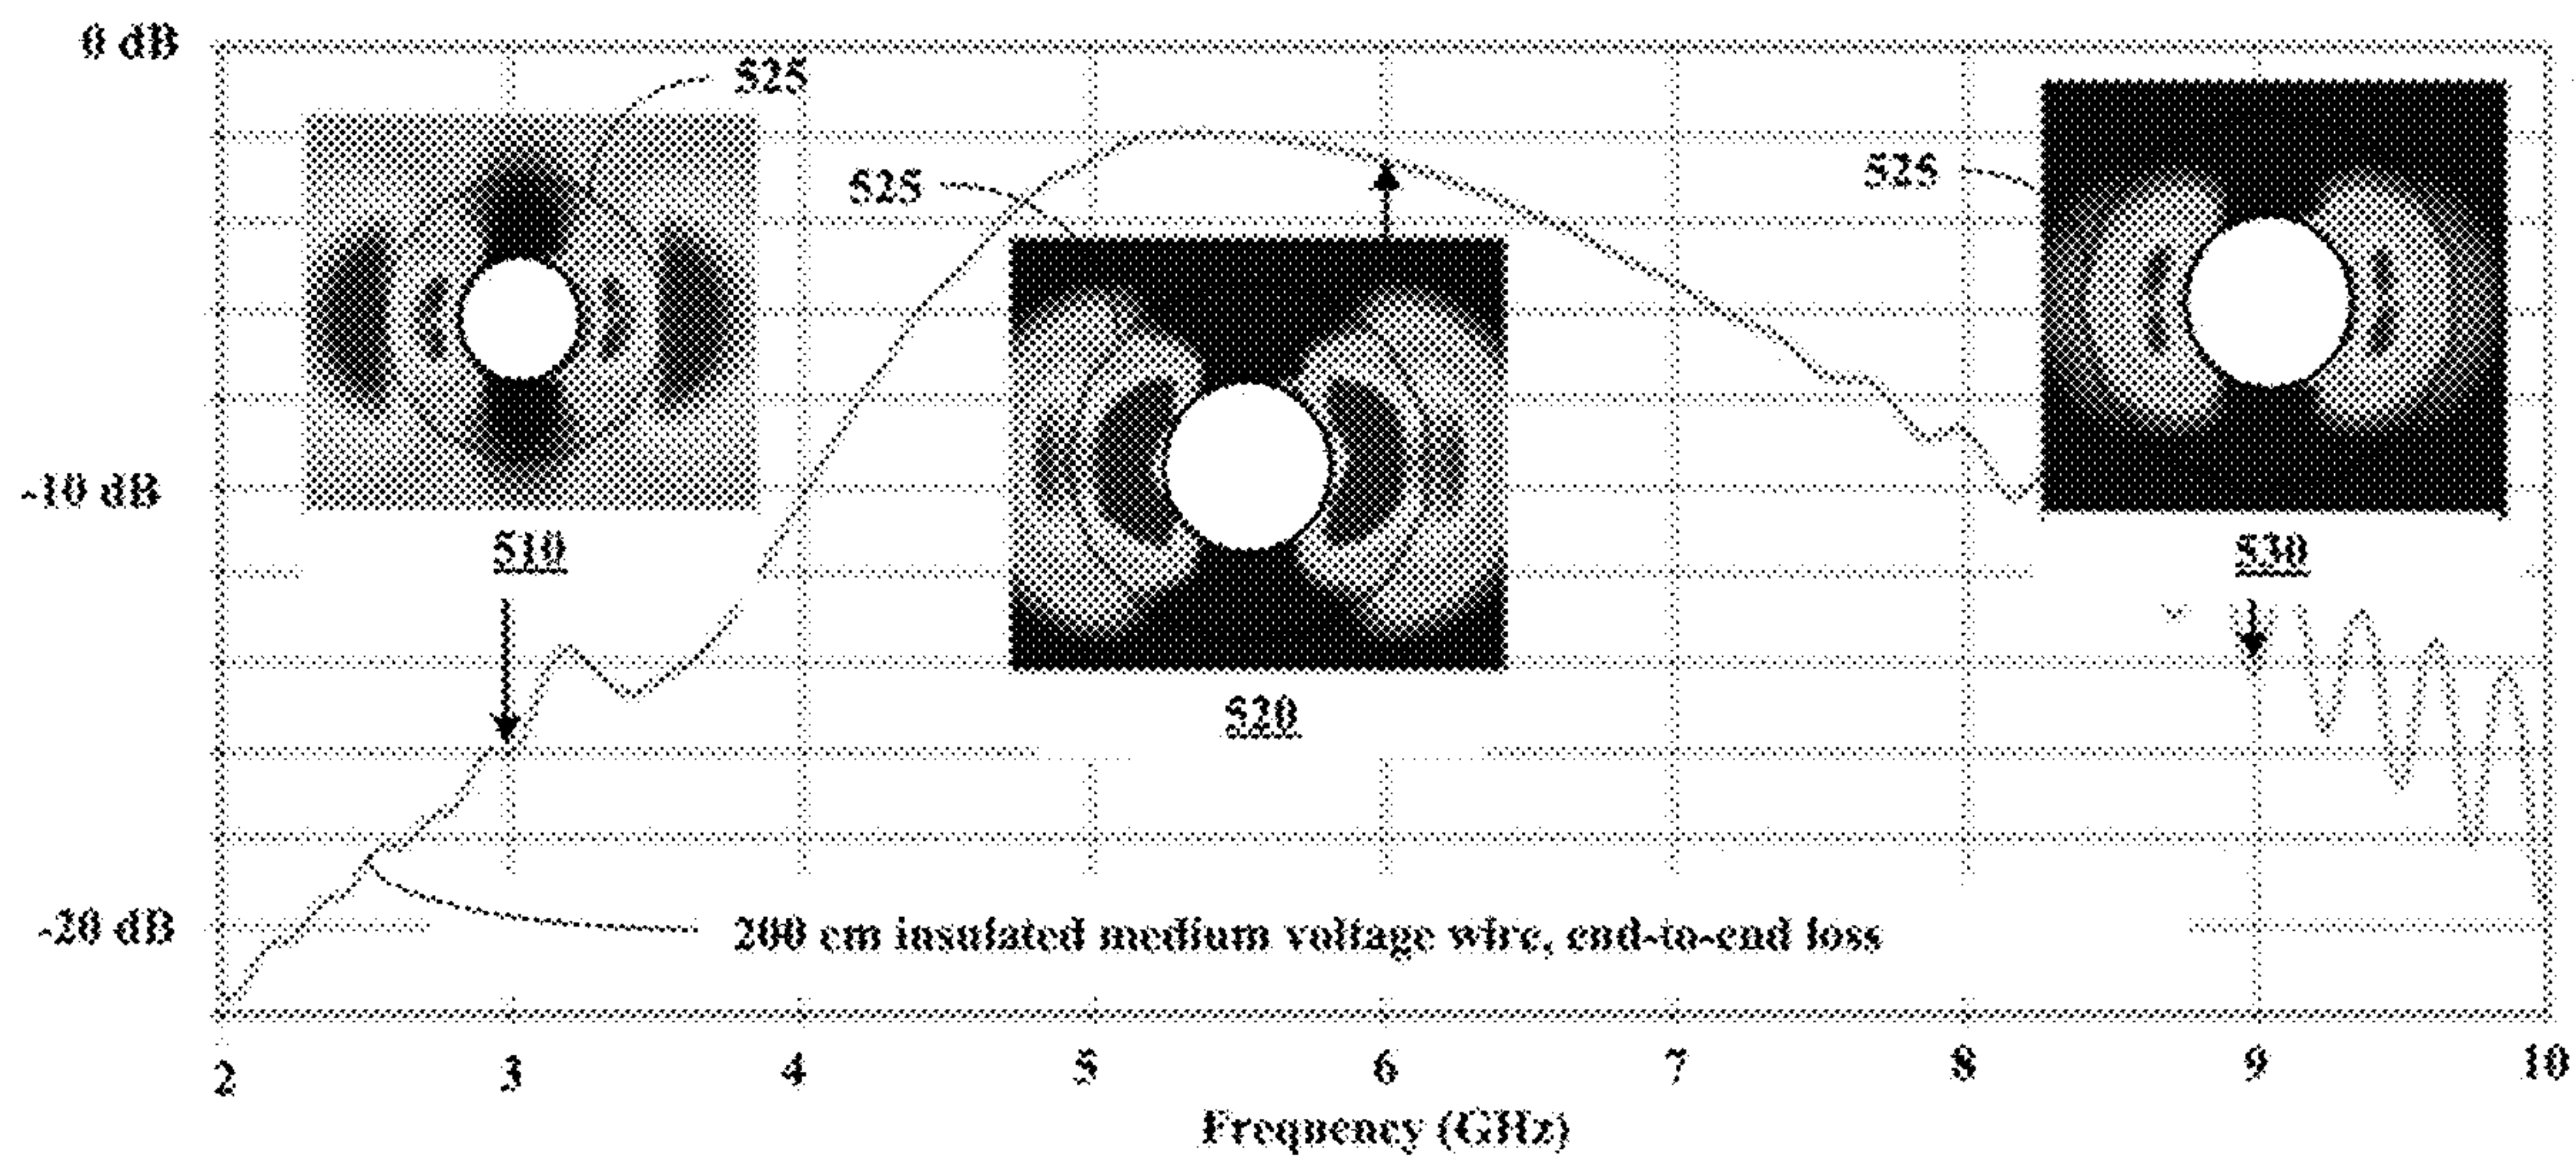 0 dB
525
525
525
-10 dB
510
530
520
-20 dB
200 cm insulated medium voltage wire, end-to-end loss
2 3 4 5 6 7 8 9 10
Frequency (GHz)